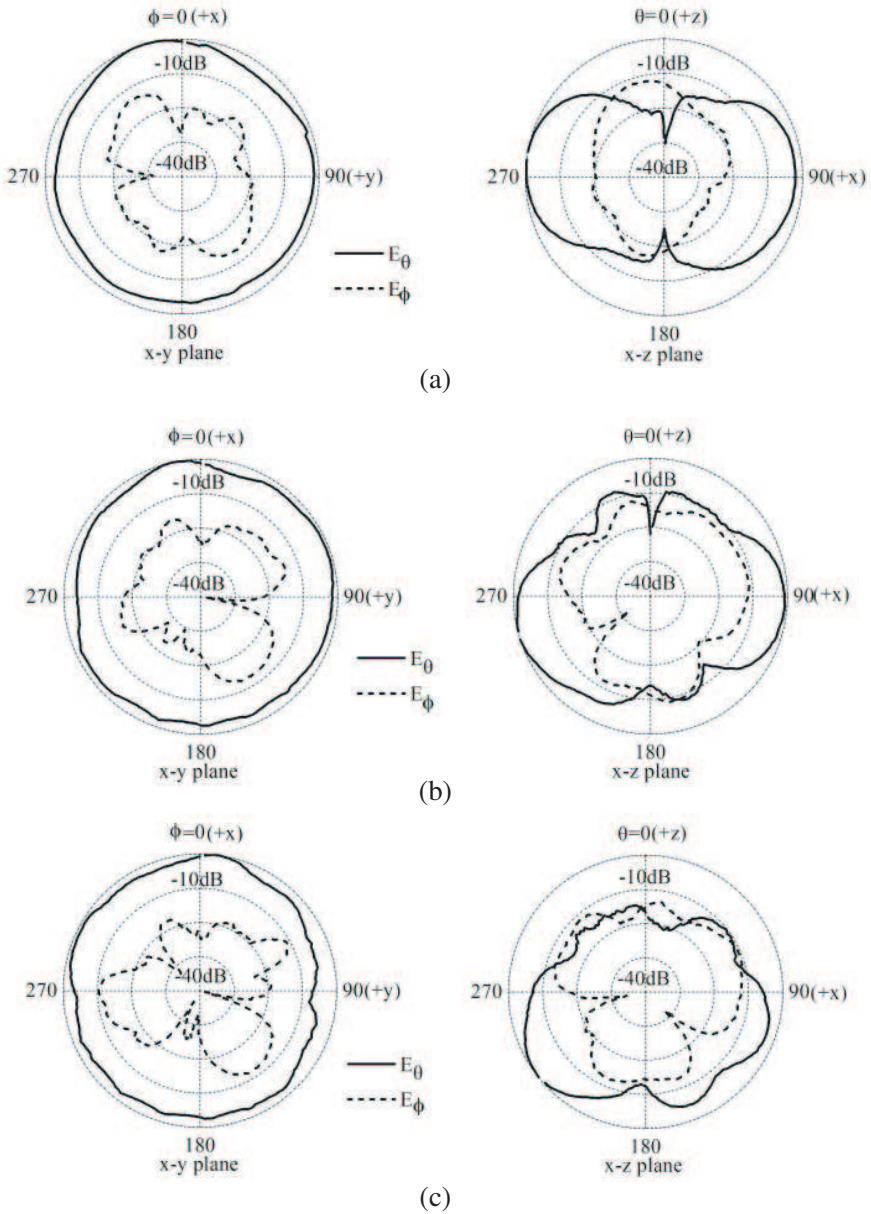 ϕ=0 (+x)
-10dB
-40dB
270
90(+y)
180
x-y plane
E_θ
E_ϕ
θ=0(+z)
-10dB
-40dB
270
90(+x)
180
x-z plane
(a)
ϕ=0(+x)
-10dB
-40dB
270
90(+y)
180
x-y plane
E_θ
E_ϕ
θ=0(+z)
-10dB
-40dB
270
90(+x)
180
x-z plane
(b)
ϕ=0(+x)
-10dB
-40dB
270
90(+y)
180
x-y plane
E_θ
E_ϕ
θ=0(+z)
-10dB
-40dB
270
90(+x)
180
x-z plane
(c)